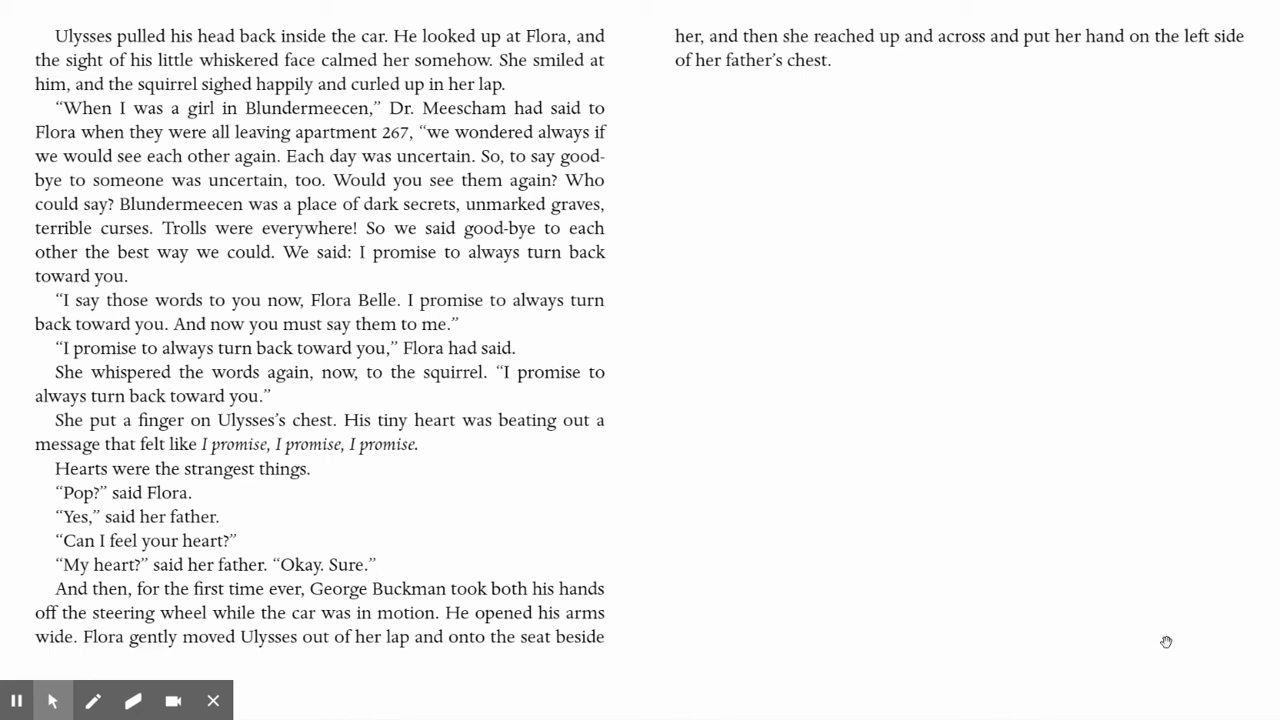 Ulysses pulled his head back inside the car. He looked up at Flora, and
the sight of his little whiskered face calmed her somehow. She smiled at
him, and the squirrel sighed happily and curled up in her lap.
“When I was a girl in Blundermeecen,” Dr. Meescham had said to
Flora when they were all leaving apartment 267, “we wondered always if
we would see each other again. Each day was uncertain. So, to say good-
bye to someone was uncertain, too. Would you see them again? Who
could say? Blundermeecen was a place of dark secrets, unmarked graves,
terrible curses. Trolls were everywhere! So we said good-bye to each
other the best way we could. We said: I promise to always turn back
toward you.
“I say those words to you now, Flora Belle. I promise to always turn
back toward you. And now you must say them to me.”
“I promise to always turn back toward you,” Flora had said.
She whispered the words again, now, to the squirrel. “I promise to
always turn back toward you.”
She put a finger on Ulysses’s chest. His tiny heart was beating out a
message that felt like I promise, I promise, I promise.
Hearts were the strangest things.
“Pop?” said Flora.
“Yes,” said her father.
“Can I feel your heart?”
“My heart?” said her father. “Okay. Sure.”
And then, for the first time ever, George Buckman took both his hands
off the steering wheel while the car was in motion. He opened his arms
wide. Flora gently moved Ulysses out of her lap and onto the seat beside
her, and then she reached up and across and put her hand on the left side
of her father’s chest.